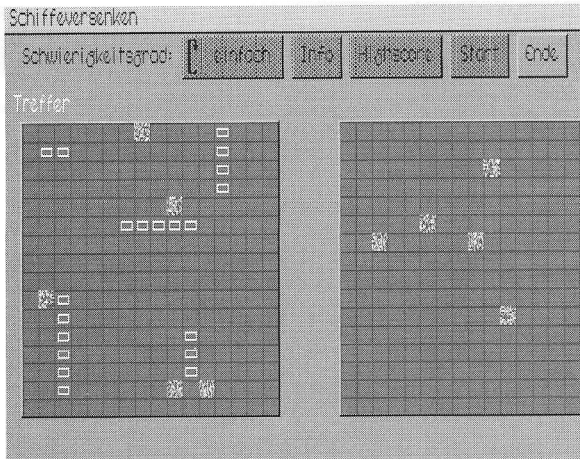 Schiffeversenken
Schwierigkeitsgrad: einfach Info Highscore Start Ende
Treffer